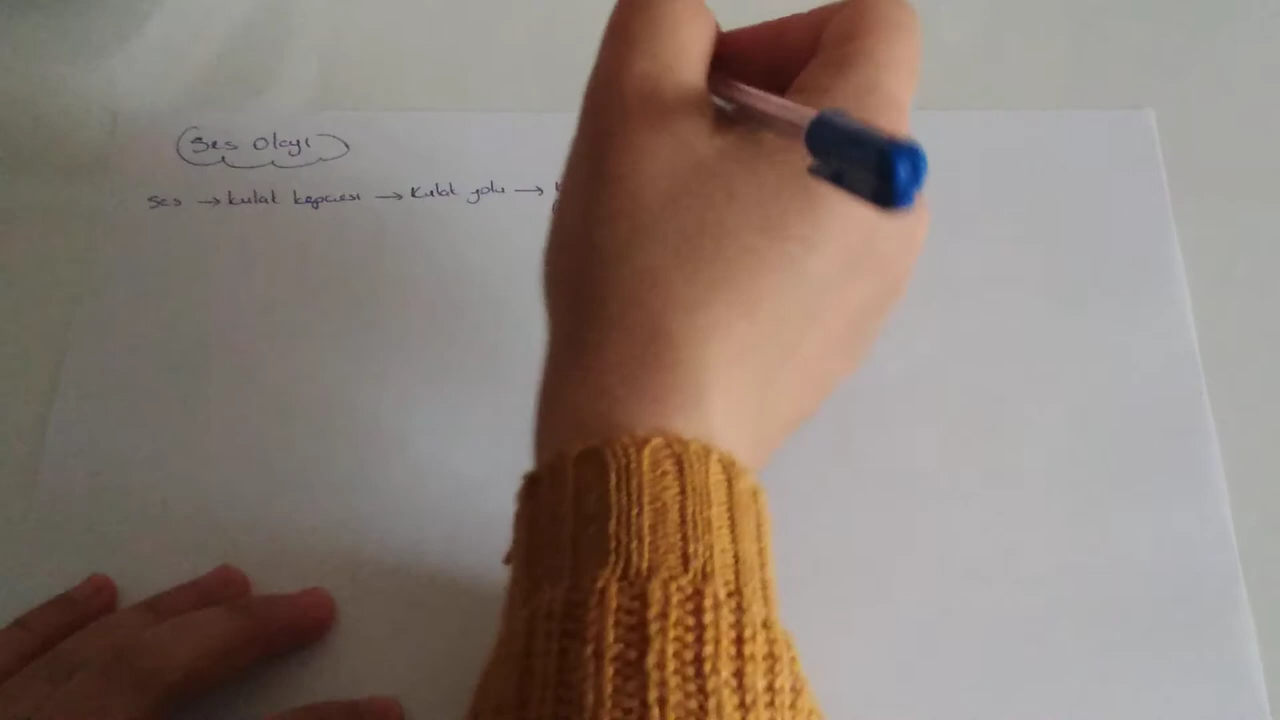 Ses Olayı
Ses → kulak kepçesi → Kulak yolu →